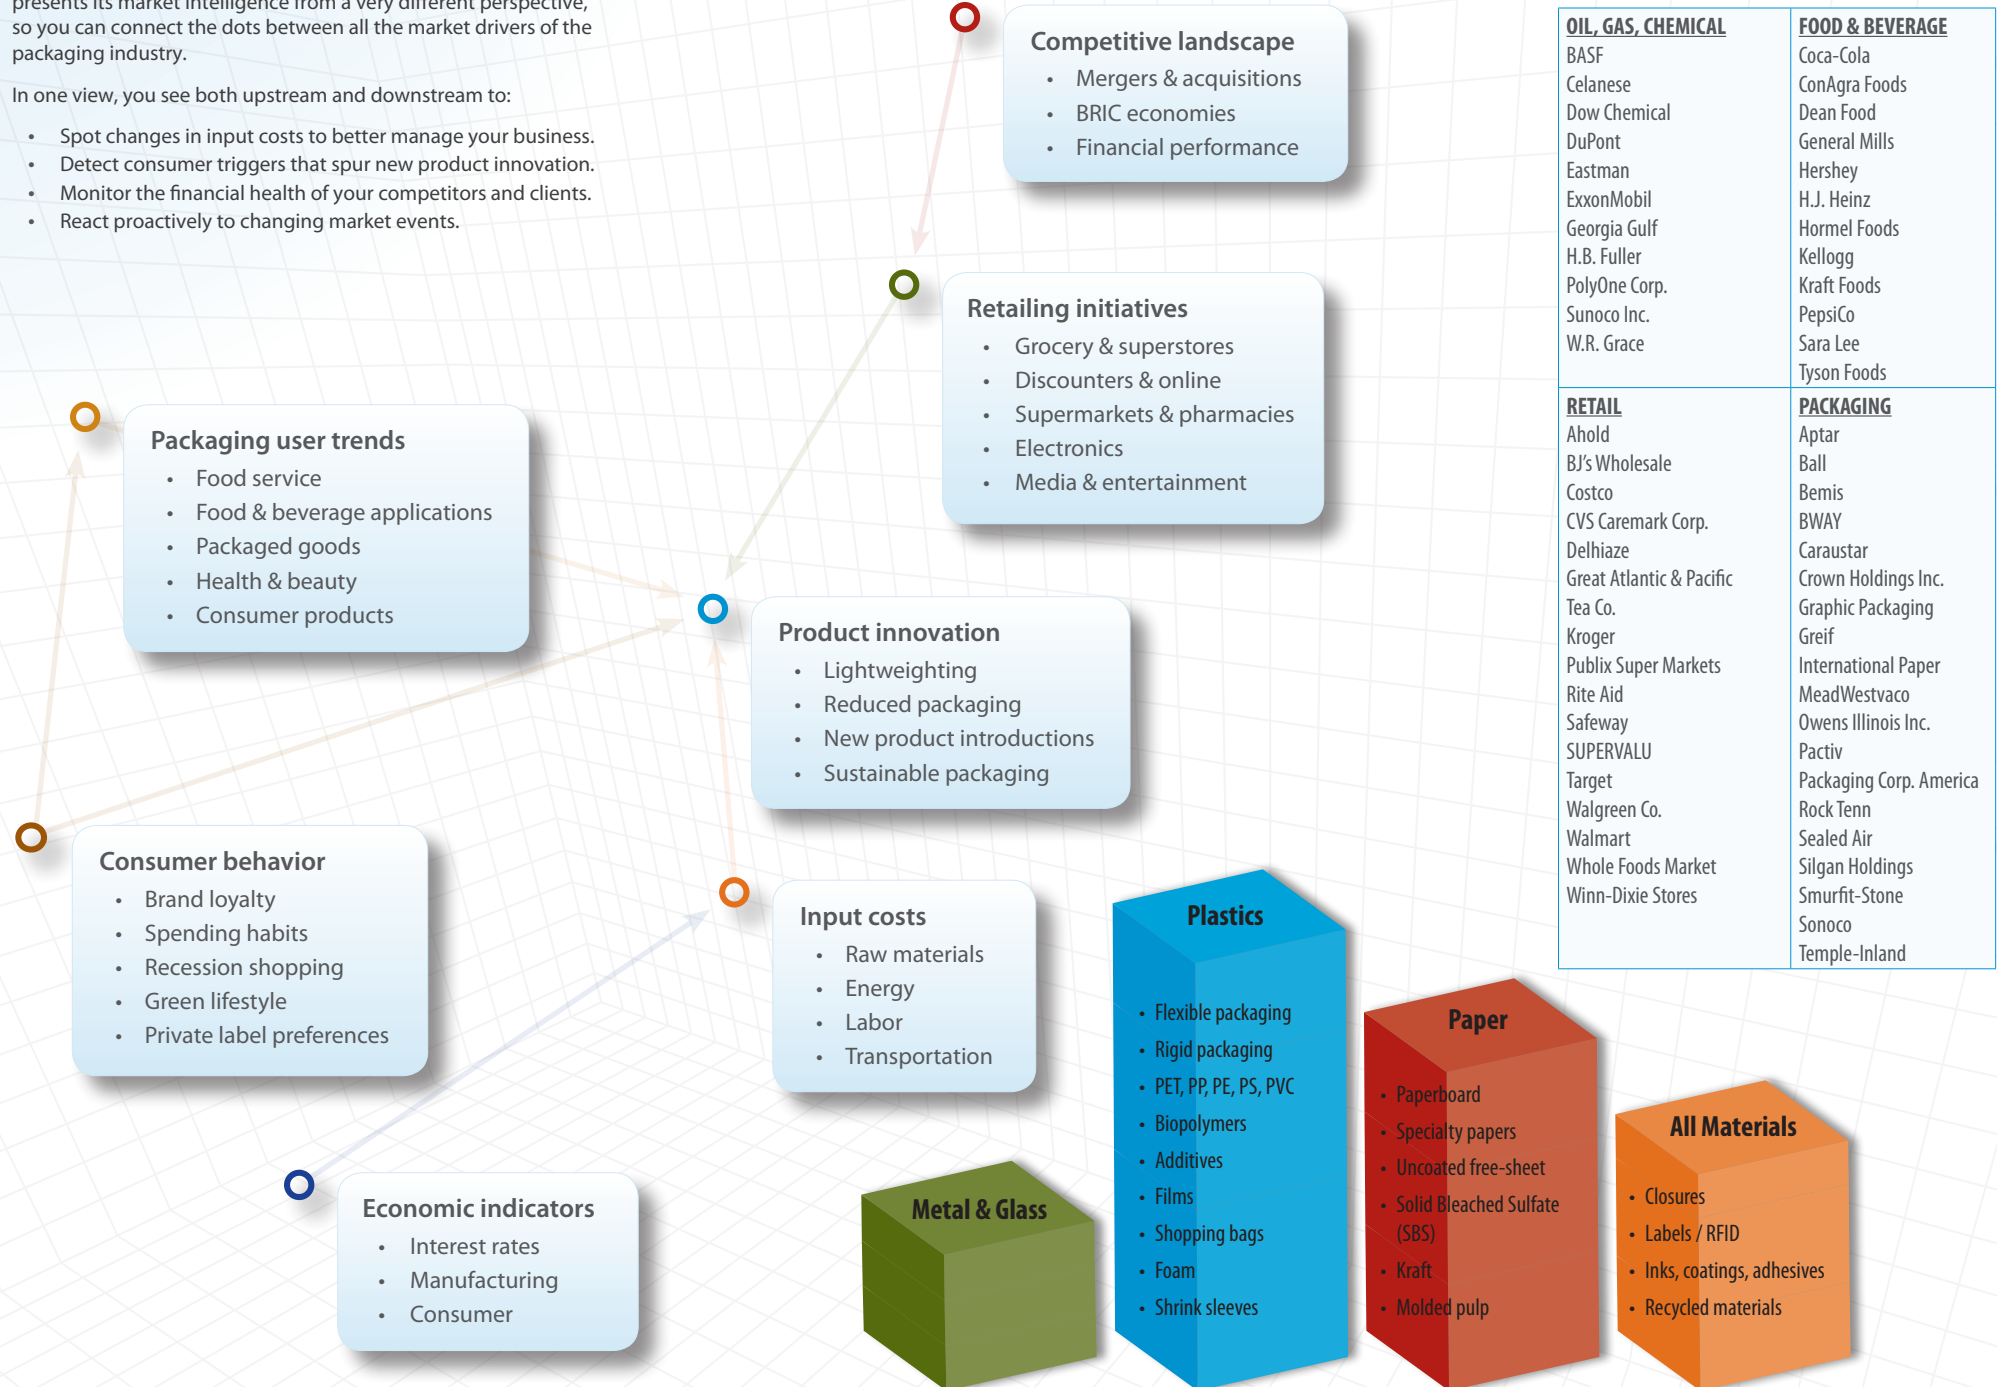 presents its market intelligence from a very different perspective,
so you can connect the dots between all the market drivers of the
packaging industry.
In one view, you see both upstream and downstream to:
• Spot changes in input costs to better manage your business.
• Detect consumer triggers that spur new product innovation.
• Monitor the financial health of your competitors and clients.
• React proactively to changing market events.
Competitive landscape
• Mergers & acquisitions
• BRIC economies
• Financial performance
Retailing initiatives
• Grocery & superstores
• Discounters & online
• Supermarkets & pharmacies
• Electronics
• Media & entertainment
Packaging user trends
• Food service
• Food & beverage applications
• Packaged goods
• Health & beauty
• Consumer products
Product innovation
• Lightweighting
• Reduced packaging
• New product introductions
• Sustainable packaging
Consumer behavior
• Brand loyalty
• Spending habits
• Recession shopping
• Green lifestyle
• Private label preferences
Input costs
• Raw materials
• Energy
• Labor
• Transportation
Economic indicators
• Interest rates
• Manufacturing
• Consumer
OIL, GAS, CHEMICAL
BASF
Celanese
Dow Chemical
DuPont
Eastman
ExxonMobil
Georgia Gulf
H.B. Fuller
PolyOne Corp.
Sunoco Inc.
W.R. Grace
FOOD & BEVERAGE
Coca-Cola
ConAgra Foods
Dean Food
General Mills
Hershey
H.J. Heinz
Hormel Foods
Kellogg
Kraft Foods
PepsiCo
Sara Lee
Tyson Foods
RETAIL
Ahold
BJ's Wholesale
Costco
CVS Caremark Corp.
Delhiaze
Great Atlantic & Pacific
Tea Co.
Kroger
Publix Super Markets
Rite Aid
Safeway
SUPERVALU
Target
Walgreen Co.
Walmart
Whole Foods Market
Winn-Dixie Stores
PACKAGING
Aptar
Ball
Bemis
BWAY
Caraustar
Crown Holdings Inc.
Graphic Packaging
Greif
International Paper
MeadWestvaco
Owens Illinois Inc.
Pactiv
Packaging Corp. America
Rock Tenn
Sealed Air
Silgan Holdings
Smurfit-Stone
Sonoco
Temple-Inland
Metal & Glass
Plastics
• Flexible packaging
• Rigid packaging
• PET, PP, PE, PS, PVC
• Biopolymers
• Additives
• Films
• Shopping bags
• Foam
• Shrink sleeves
Paper
• Paperboard
• Specialty papers
• Uncoated free-sheet
• Solid Bleached Sulfate
(SBS)
• Kraft
• Molded pulp
All Materials
• Closures
• Labels / RFID
• Inks, coatings, adhesives
• Recycled materials